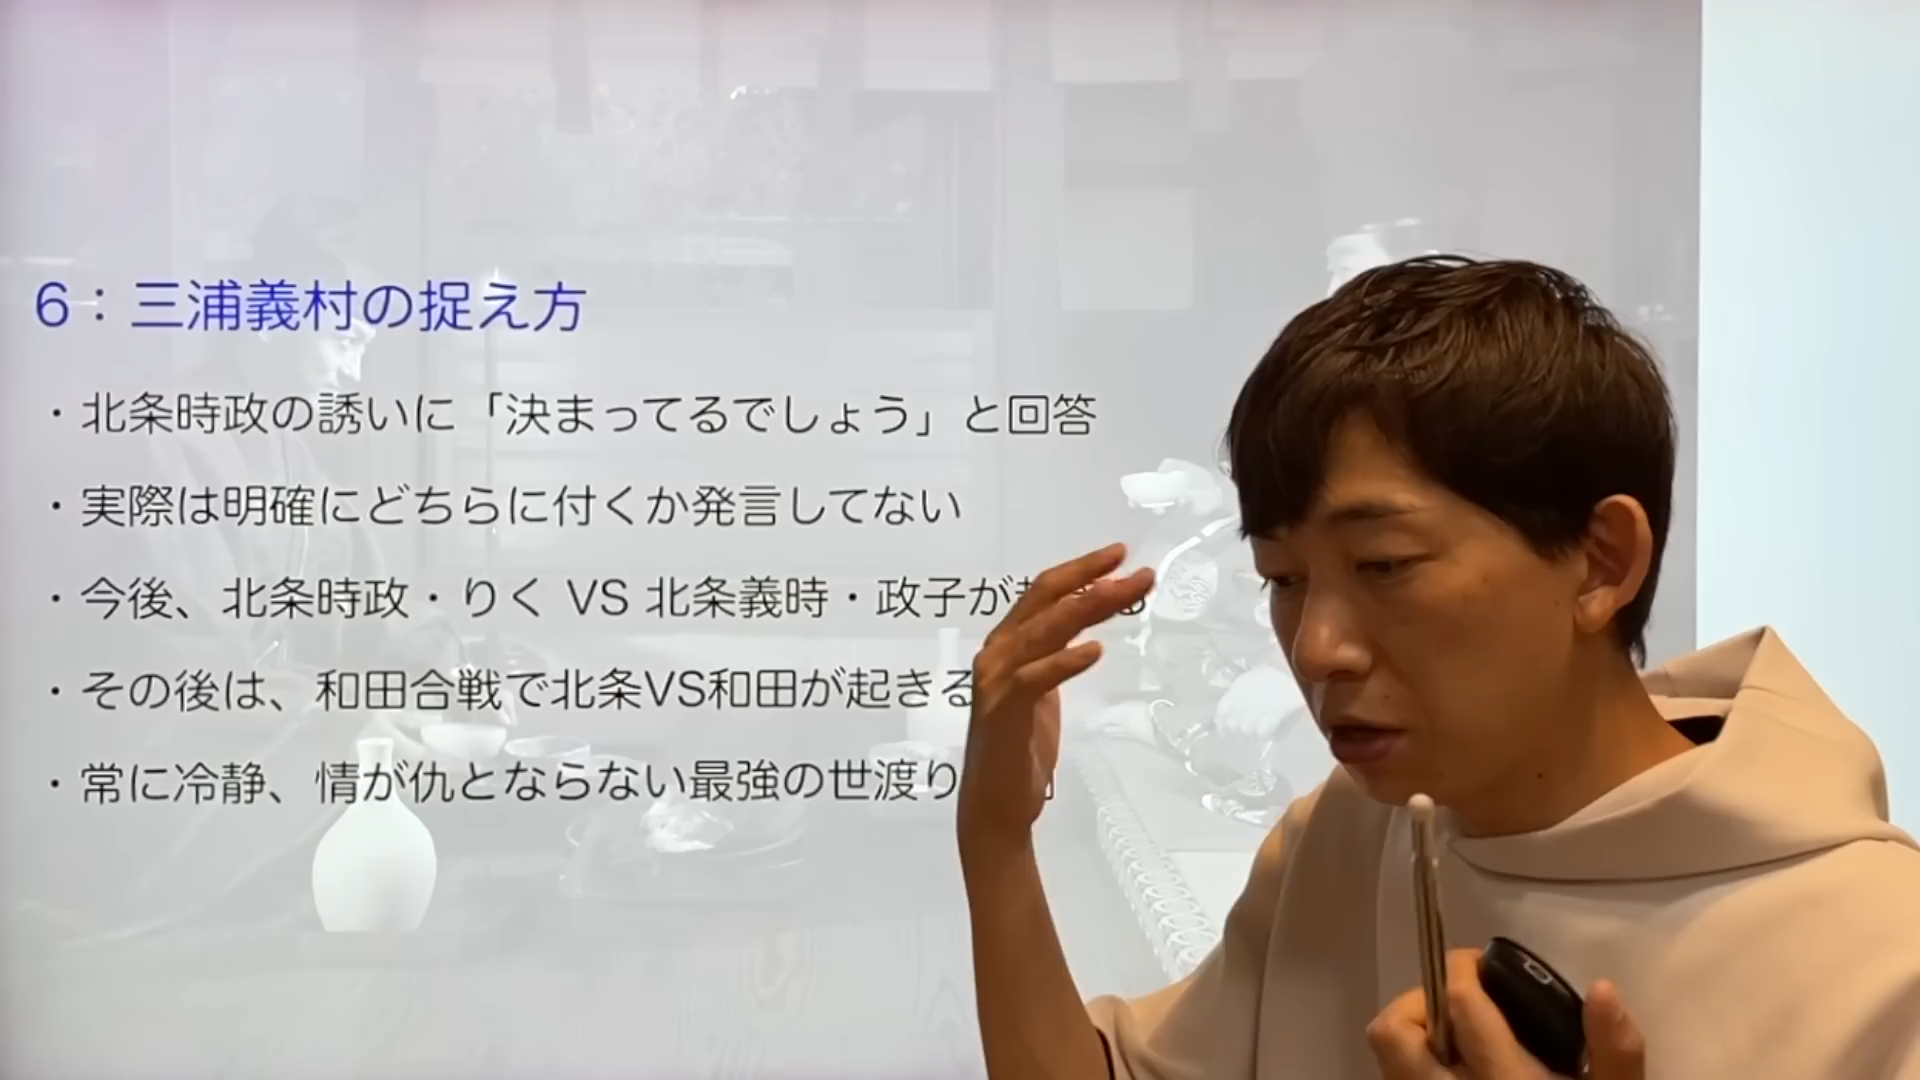 6：三浦義村の捉え方
・北条時政の誘いに「決まってるでしょう」と回答
・実際は明確にどちらに付くか発言してない
・今後、北条時政・りく VS 北条義時・政子が
・その後は、和田合戦で北条VS和田が起きる
・常に冷静、情が仇とならない最強の世渡り